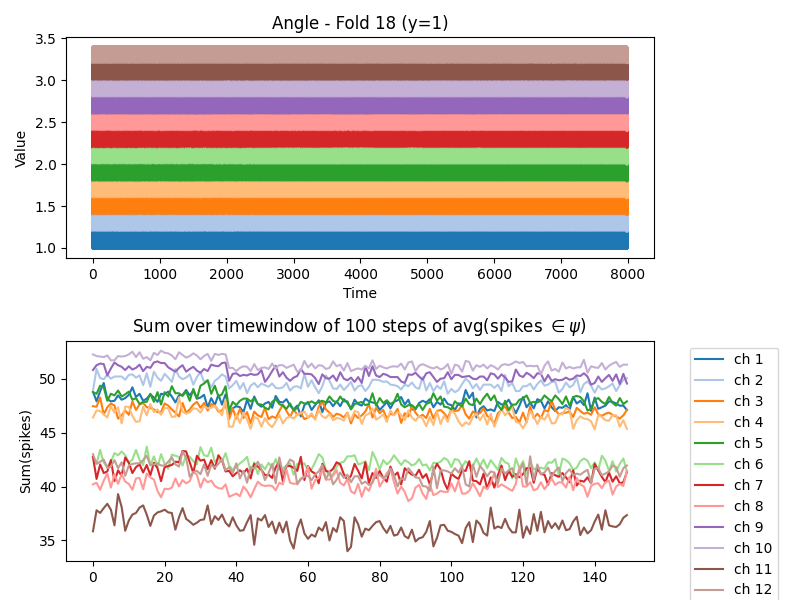 Angle - Fold 18 (y=1)
3.5
3.0
2.5
2.0
1.5
1.0
Value
0 1000 2000 3000 4000 5000 6000 7000 8000
Time
Sum over timewindow of 100 steps of avg(spikes ∈ ψ)
50
45
40
35
Sum(spikes)
0 20 40 60 80 100 120 140
ch 1
ch 2
ch 3
ch 4
ch 5
ch 6
ch 7
ch 8
ch 9
ch 10
ch 11
ch 12